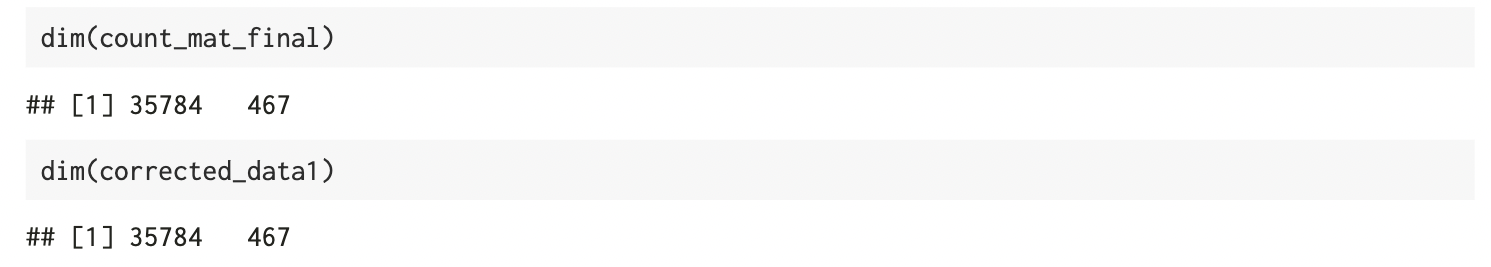 dim(count_mat_final)
## [1] 35784   467
dim(corrected_data1)
## [1] 35784   467